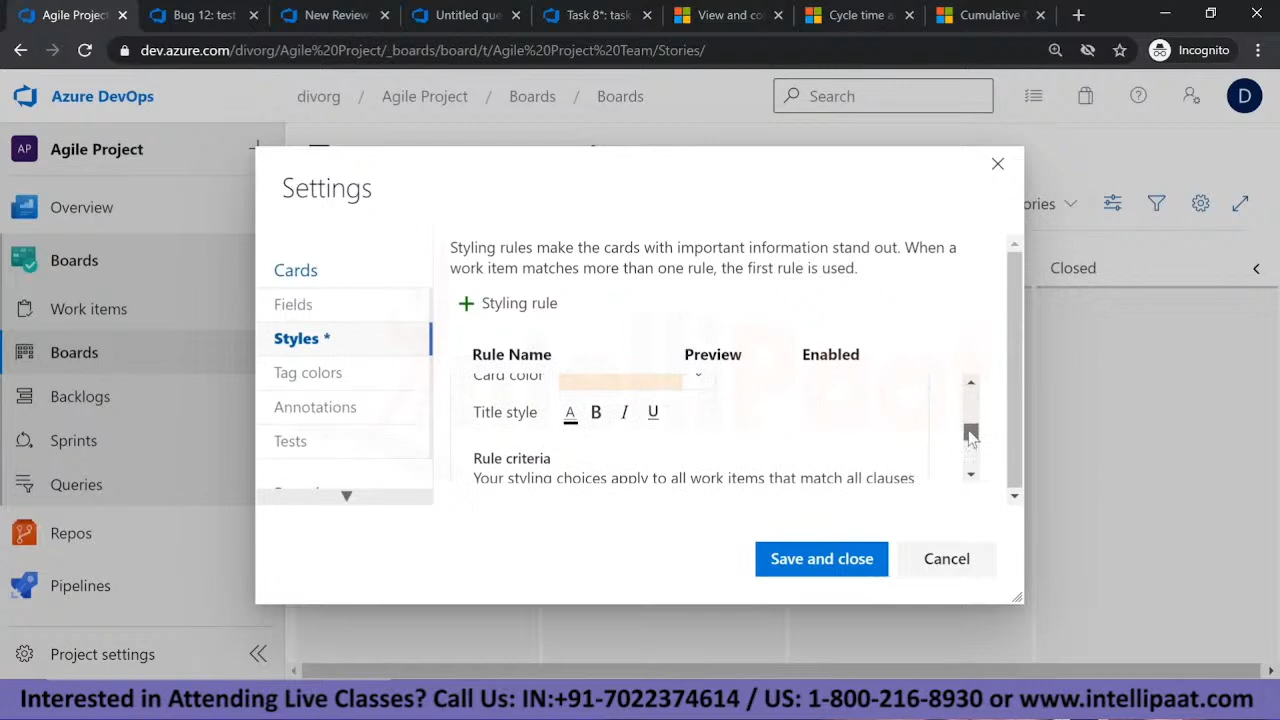 Agile Projec
Bug 12: test
New Review
Untitled que
Task 8*: task
View and co
Cycle time a
Cumulative
dev.azure.com/divorg/Agile%20Project/_boards/board/t/Agile%20Project%20Team/Stories/
Incognito
Azure DevOps
divorg / Agile Project / Boards / Boards
Search
D
AP Agile Project
Overview
Boards
Work items
Boards
Backlogs
Sprints
Queries
Repos
Pipelines
Project settings
ories
Closed
Settings
Cards
Fields
Styles *
Tag colors
Annotations
Tests
Styling rules make the cards with important information stand out. When a
work item matches more than one rule, the first rule is used.
+ Styling rule
Rule Name Preview Enabled
Card color
Title style A B I U
Rule criteria
Your styling choices apply to all work items that match all clauses
Save and close
Cancel
Interested in Attending Live Classes? Call Us: IN:+91-7022374614 / US: 1-800-216-8930 or www.intellipaat.com